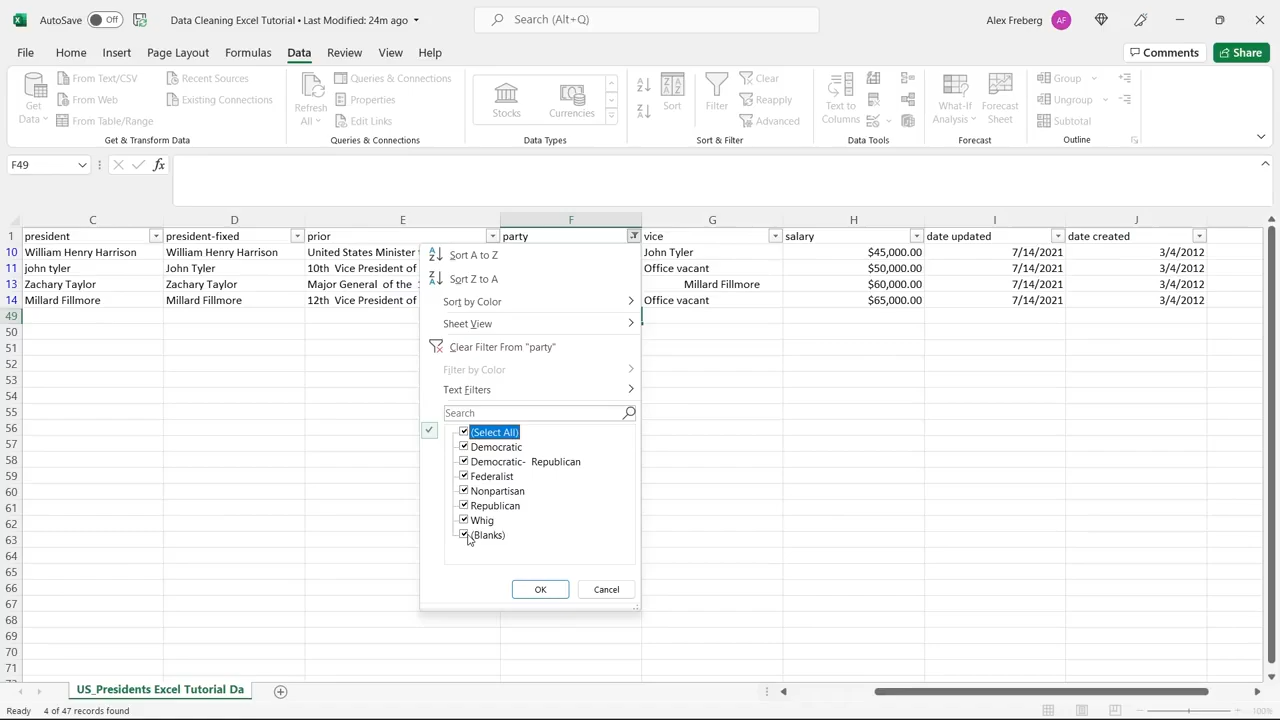 AutoSave Off Data Cleaning Excel Tutorial • Last Modified: 24m ago Search (Alt+Q) Alex Freberg AF
File Home Insert Page Layout Formulas Data Review View Help Comments Share
Get Data
From Text/CSV
From Web
From Table/Range
Recent Sources
Existing Connections
Get & Transform Data
Refresh All
Queries & Connections
Properties
Edit Links
Queries & Connections
Stocks Currencies
Data Types
Sort
Filter
Clear
Reapply
Advanced
Sort & Filter
Text to Columns
Data Tools
What-If Analysis
Forecast Sheet
Forecast
Group
Ungroup
Subtotal
Outline
F49 fx
C D E F G H I J
1 president president-fixed prior party vice salary date updated date created
10 William Henry Harrison William Henry Harrison United States Minister John Tyler $45,000.00 7/14/2021 3/4/2012
11 john tyler John Tyler 10th Vice President of Office vacant $50,000.00 7/14/2021 3/4/2012
13 Zachary Taylor Zachary Taylor Major General of the Millard Fillmore $60,000.00 7/14/2021 3/4/2012
14 Millard Fillmore Millard Fillmore 12th Vice President of Office vacant $65,000.00 7/14/2021 3/4/2012
49
50
51
52
53
54
55
56
57
58
59
60
61
62
63
64
65
66
67
68
69
70
71
Sort A to Z
Sort Z to A
Sort by Color
Sheet View
Clear Filter From "party"
Filter by Color
Text Filters
Search
(Select All)
Democratic
Democratic- Republican
Federalist
Nonpartisan
Republican
Whig
(Blanks)
OK Cancel
US_Presidents Excel Tutorial Da
Ready 4 of 47 records found 100%